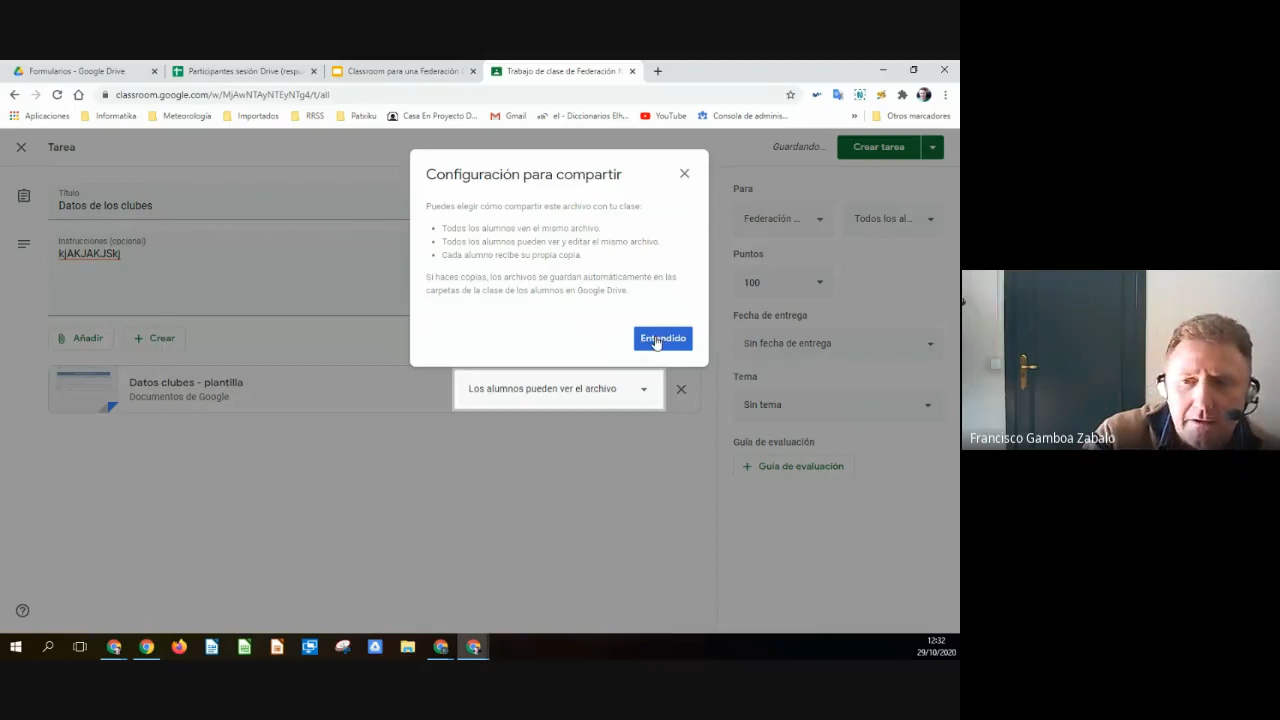 Formularios - Google Drive
Participantes sesión Drive (respu
Classroom para una Federación (
Trabajo de clase de Federación N
classroom.google.com/w/MjAwNTAyNTEyNTg4/t/all
Aplicaciones
Informatika
Meteorología
Importados
RRSS
Patxiku
Casa En Proyecto D...
Gmail
el - Diccionarios Elh...
YouTube
Consola de adminis...
»
Otros marcadores
Tarea
Guardando...
Crear tarea
Título
Datos de los clubes
Instrucciones (opcional)
kjAKJAKJSkj
Añadir
Crear
Datos clubes - plantilla
Documentos de Google
Configuración para compartir
Puedes elegir cómo compartir este archivo con tu clase:
• Todos los alumnos ven el mismo archivo.
• Todos los alumnos pueden ver y editar el mismo archivo.
• Cada alumno recibe su propia copia.
Si haces copias, los archivos se guardan automáticamente en las
carpetas de la clase de los alumnos en Google Drive.
Entendido
Los alumnos pueden ver el archivo
Para
Federación ...
Todos los al...
Puntos
100
Fecha de entrega
Sin fecha de entrega
Tema
Sin tema
Guía de evaluación
+ Guía de evaluación
12:32
29/10/2020
Francisco Gamboa Zabalo